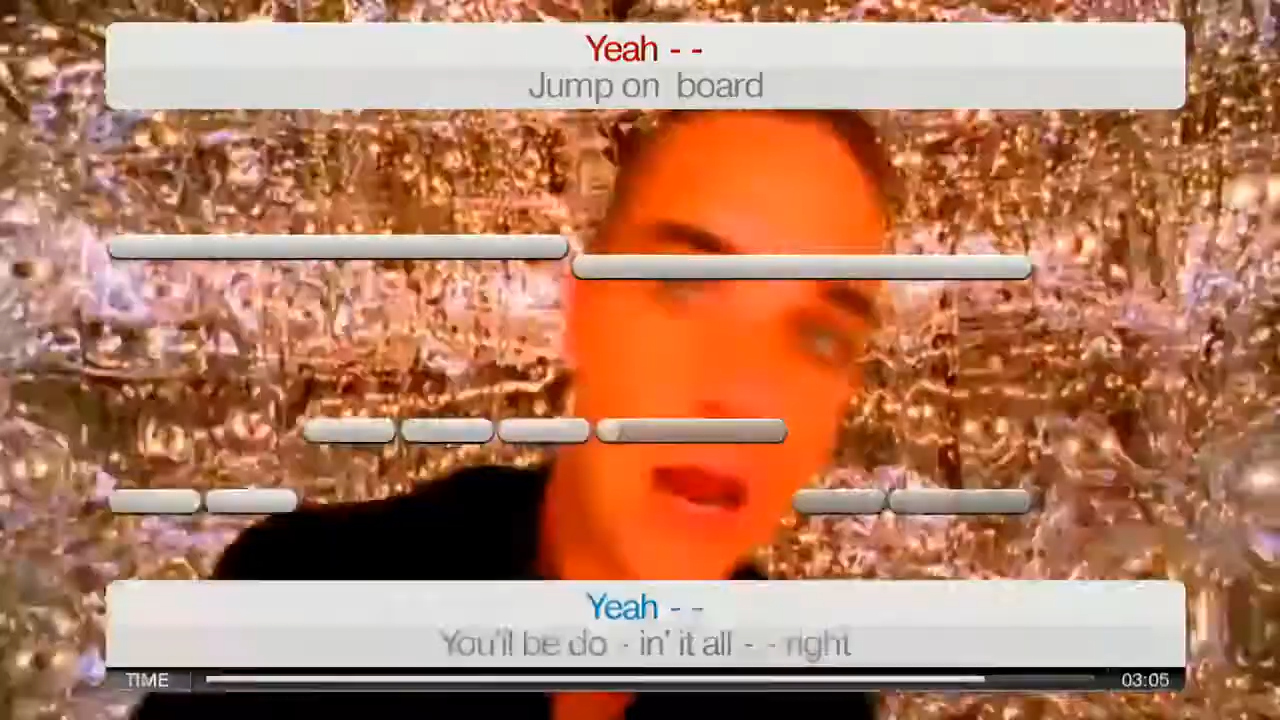 Yeah - -
Jump on board
Yeah - -
You'll be do - in' it all - - right
TIME 03:05